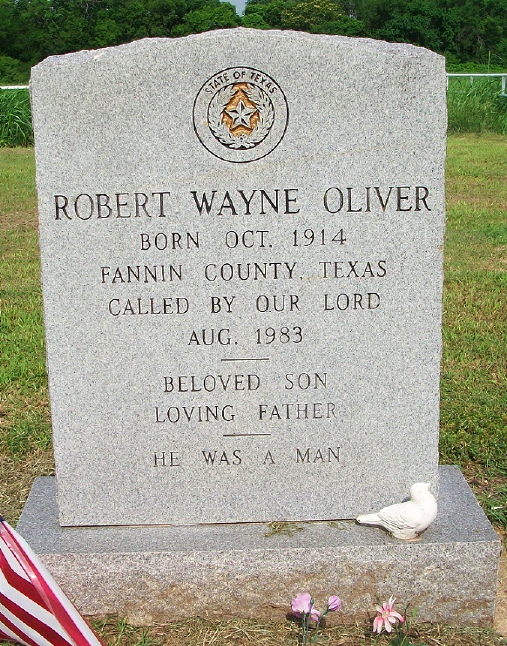 STATE OF TEXAS
ROBERT WAYNE OLIVER
BORN OCT. 1914
FANNIN COUNTY, TEXAS
CALLED BY OUR LORD
AUG. 1983
BELOVED SON
LOVING FATHER
HE WAS A MAN